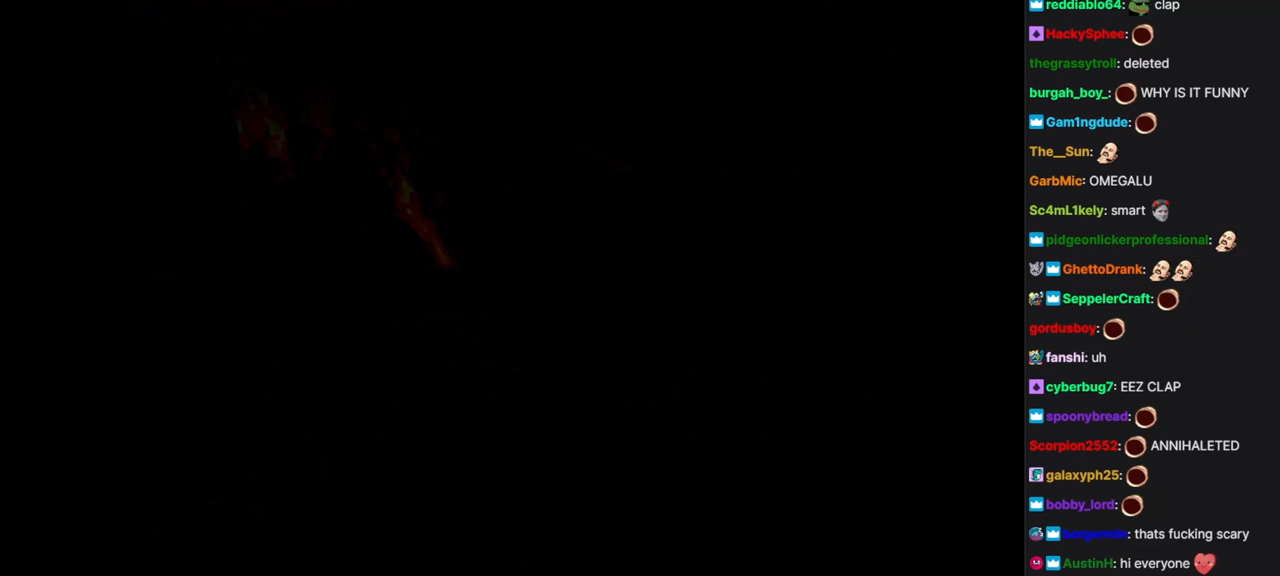 reddiablo64: clap
HackySphee:
thegrassytroll: deleted
burgah_boy_: WHY IS IT FUNNY
Gam1ngdude:
The__Sun:
GarbMic: OMEGALU
Sc4mL1kely: smart
pidgeonlickerprofessional:
GhettoDrank:
SeppelerCraft:
gordusboy:
fanshi: uh
cyberbug7: EEZ CLAP
spoonybread:
Scorpion2552: ANNIHALETED
galaxyph25:
bobby_lord:
borgermin: thats fucking scary
AustinH: hi everyone